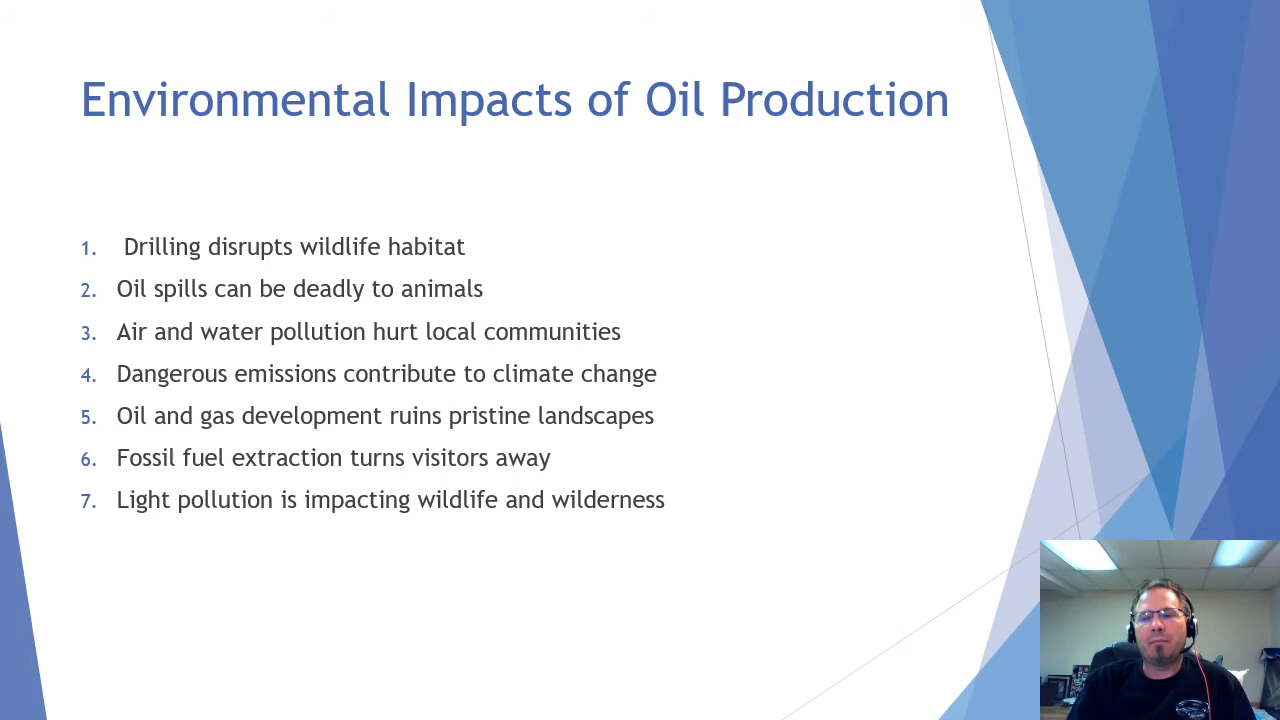 Environmental Impacts of Oil Production
1. Drilling disrupts wildlife habitat
2. Oil spills can be deadly to animals
3. Air and water pollution hurt local communities
4. Dangerous emissions contribute to climate change
5. Oil and gas development ruins pristine landscapes
6. Fossil fuel extraction turns visitors away
7. Light pollution is impacting wildlife and wilderness